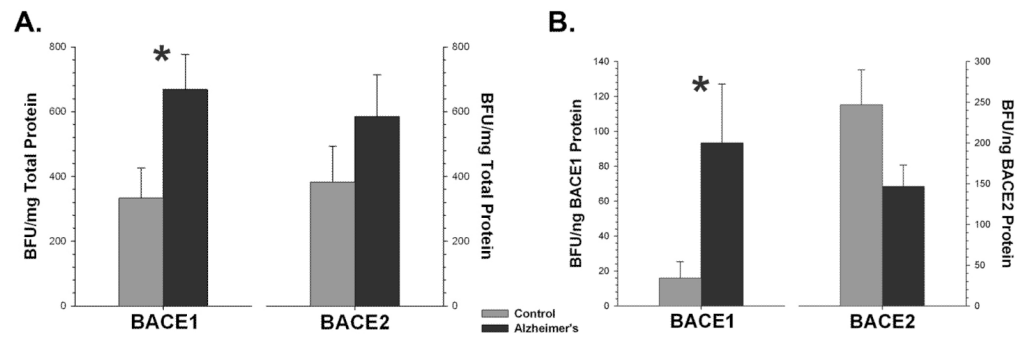 A.
800
600
400
200
0
BFU/mg Total Protein
*
BACE1
BACE2
800
600
400
200
0
BFU/mg Total Protein
Control
Alzheimer's
B.
140
120
100
80
60
40
20
0
BFU/ng BACE1 Protein
*
BACE1
BACE2
300
250
200
150
100
50
0
BFU/ng BACE2 Protein